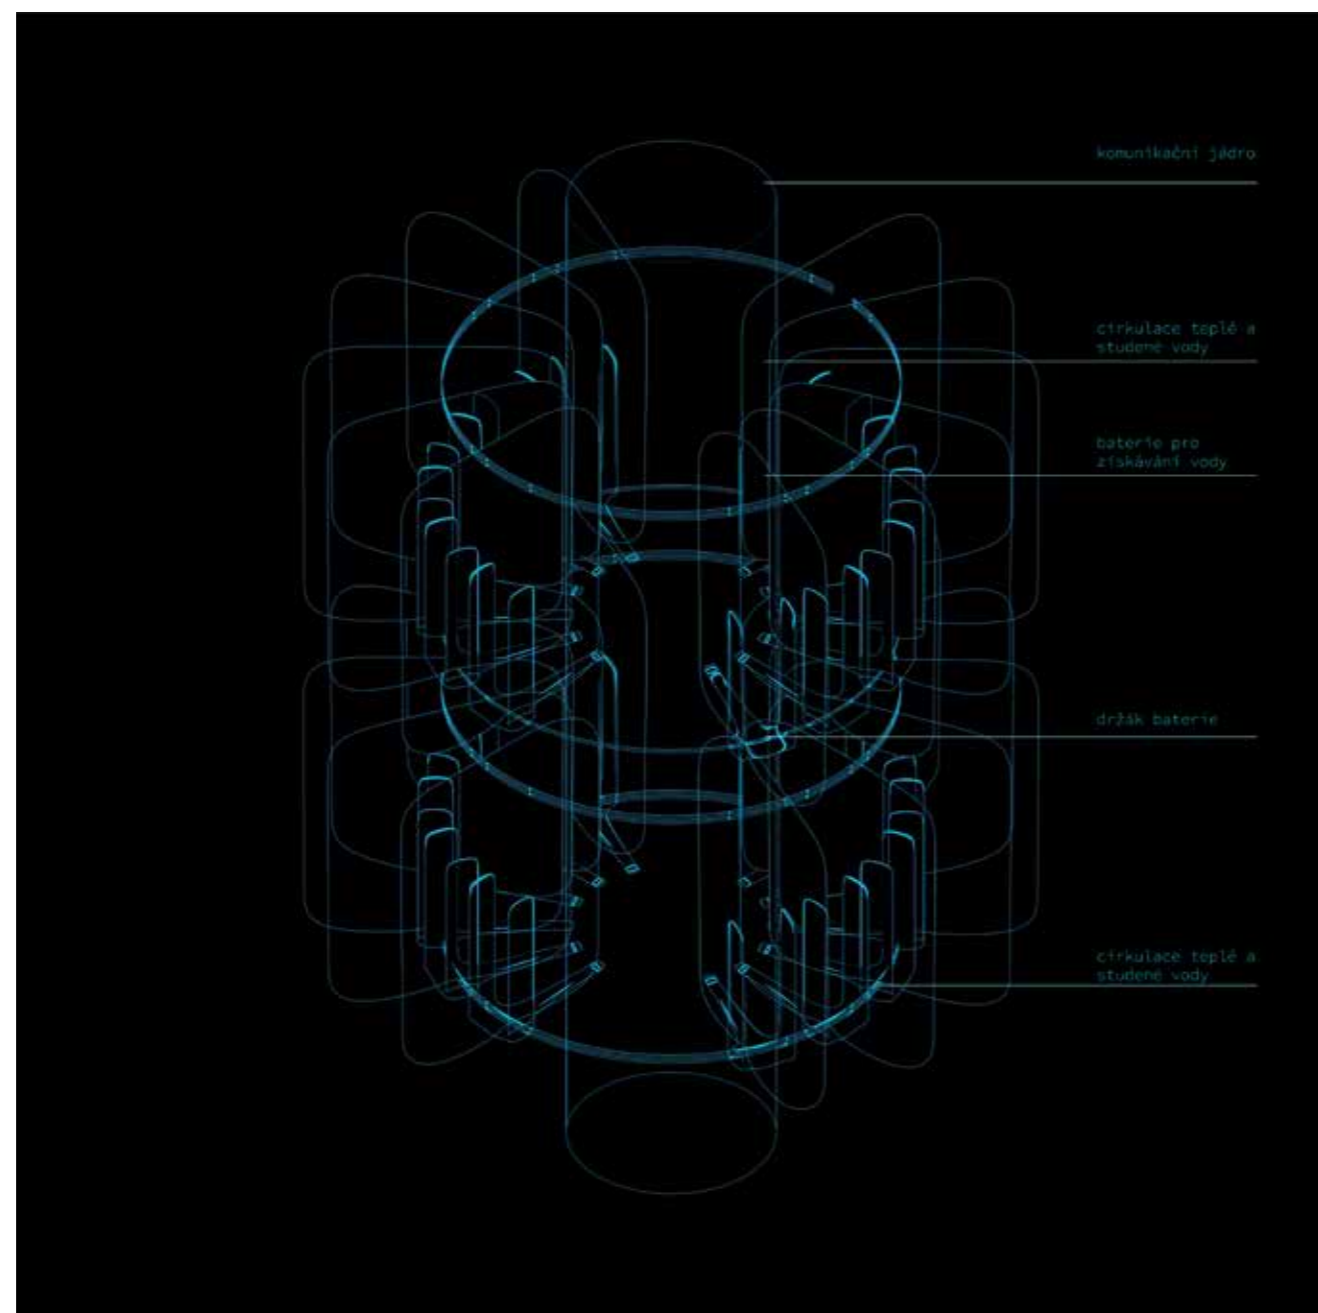 komunikační jádro
cirkulace teplé a
studené vody
baterie pro
získávání vody
držák baterie
cirkulace teplé a
studené vody